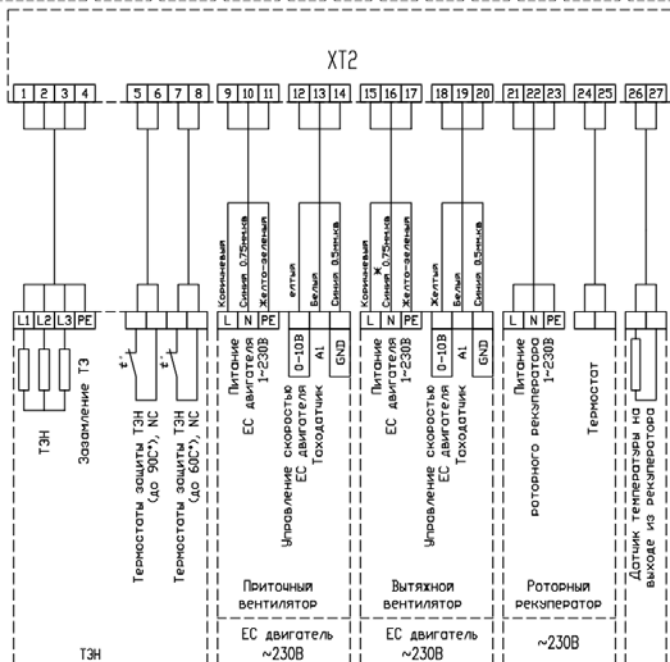 XT2
1 2 3 4 5 6 7 8 9 10 11 12 13 14 15 16 17 18 19 20 21 22 23 24 25 26 27
Коричневый
Синий 0.75мм.кв
Желто-зеленый
елтый
Белый
Синий 0.5мм.кв
Коричневый
Ж
Синий 0.75мм.кв
Желто-зеленый
Желтый
Белый
Синий 0.5мм.кв
L1 L2 L3 PE
L N PE
0-10В
A1
GND
L N PE
0-10В
A1
GND
L N PE
t°
t°
ТЭН
Зазамление ТЭ
Термостаты защиты ТЭН
(до 90С°), NC
Термостаты защиты ТЭН
(до 60С°), NC
Питание
ЕС двигателя
1~230В
Управление скоростью
ЕС двигателя
Таходатчик
Питание
ЕС двигателя
1~230В
Управление скоростью
ЕС двигателя
Таходатчик
Питание
роторного рекуператора
1~230В
Термостат
Датчик температуры на
выходе из рекуператора
Приточный
вентилятор
Вытяжной
вентилятор
Роторный
рекуператор
ТЭН
ЕС двигатель
~230В
ЕС двигатель
~230В
~230В